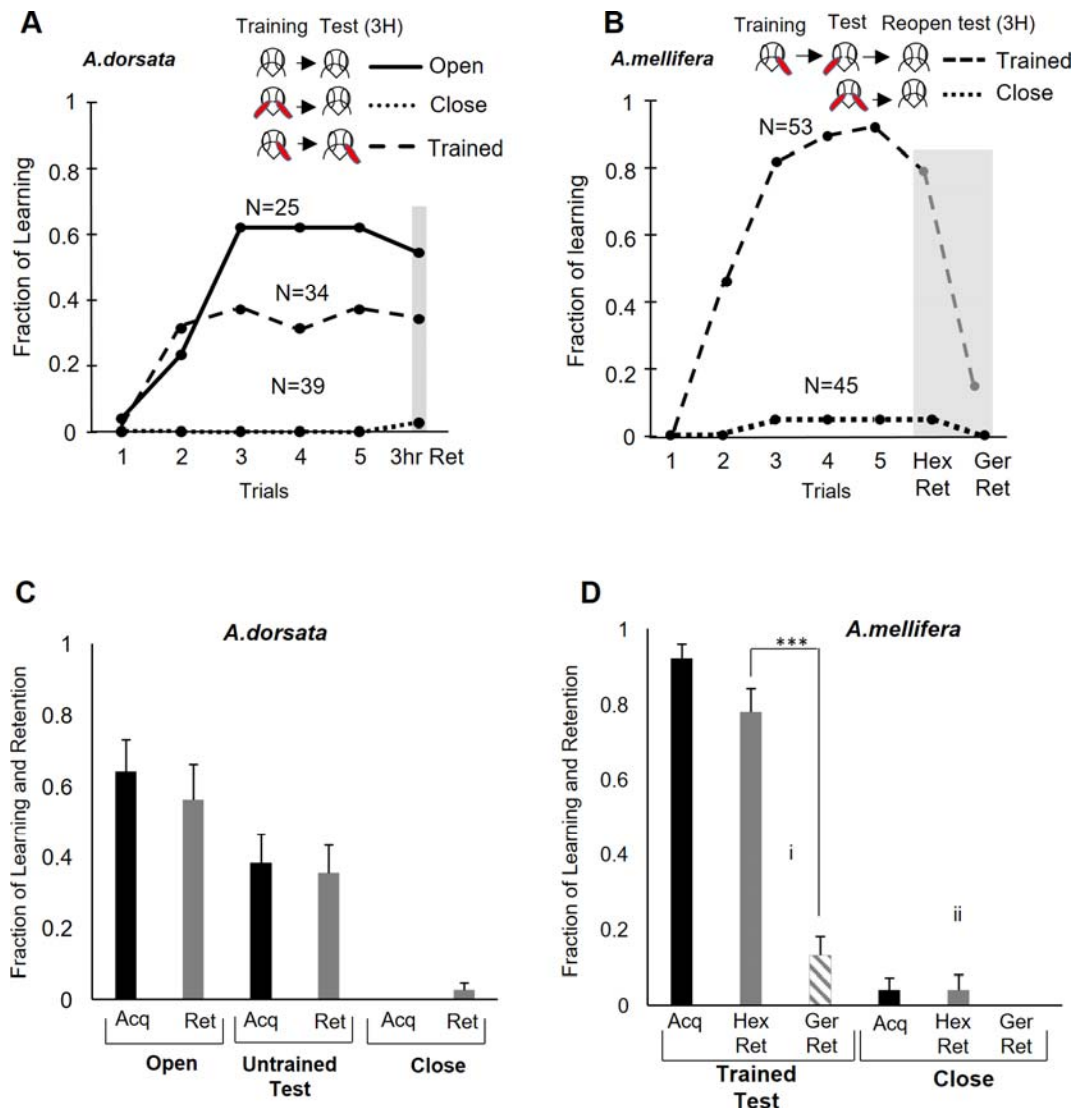 A
Training Test (3H)
A.dorsata
Open
Close
Trained
1
0.8
0.6
0.4
0.2
0
Fraction of Learning
N=25
N=34
N=39
1 2 3 4 5 3hr Ret
Trials
B
Training Test Reopen test (3H)
A.mellifera
Trained
Close
1
0.8
0.6
0.4
0.2
0
Fraction of learning
N=53
N=45
1 2 3 4 5 Hex Ger
Ret Ret
Trials
C
A.dorsata
1
0.8
0.6
0.4
0.2
0
Fraction of Learning and Retention
Acq Ret Acq Ret Acq Ret
Open Untrained Close
Test
D
A.mellifera
1
0.8
0.6
0.4
0.2
0
Fraction of Learning and Retention
***
i
ii
Acq Hex Ger Acq Hex Ger
Ret Ret Ret Ret
Trained Close
Test